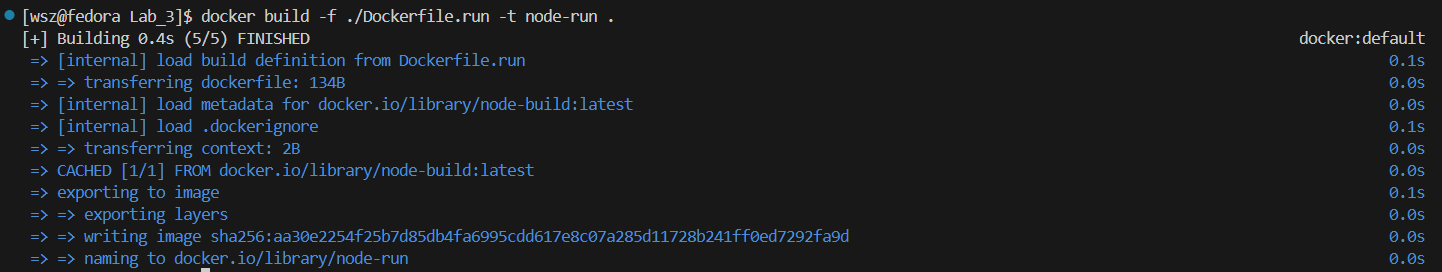 [wsz@fedora Lab_3]$ docker build -f ./Dockerfile.run -t node-run .
[+] Building 0.4s (5/5) FINISHED docker:default
=> [internal] load build definition from Dockerfile.run 0.1s
=> => transferring dockerfile: 134B 0.0s
=> [internal] load metadata for docker.io/library/node-build:latest 0.0s
=> [internal] load .dockerignore 0.1s
=> => transferring context: 2B 0.0s
=> CACHED [1/1] FROM docker.io/library/node-build:latest 0.0s
=> exporting to image 0.1s
=> => exporting layers 0.0s
=> => writing image sha256:aa30e2254f25b7d85db4fa6995cdd617e8c07a285d11728b241ff0ed7292fa9d 0.0s
=> => naming to docker.io/library/node-run 0.0s